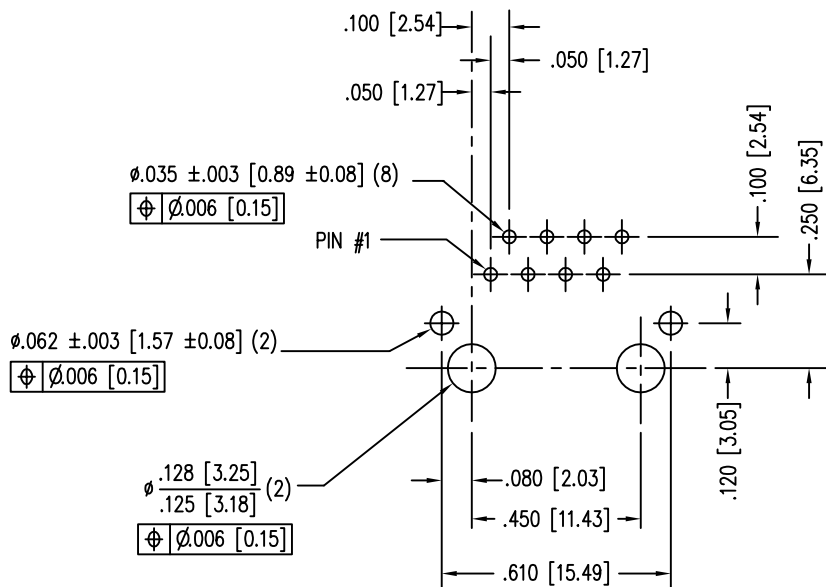 .100 [2.54]
.050 [1.27]
.050 [1.27]
ø.035 ±.003 [0.89 ±0.08] (8)
⌖ Ø.006 [0.15]
PIN #1
.100 [2.54]
.250 [6.35]
ø.062 ±.003 [1.57 ±0.08] (2)
⌖ Ø.006 [0.15]
.120 [3.05]
ø .128 [3.25]
.125 [3.18] (2)
⌖ Ø.006 [0.15]
.080 [2.03]
.450 [11.43]
.610 [15.49]